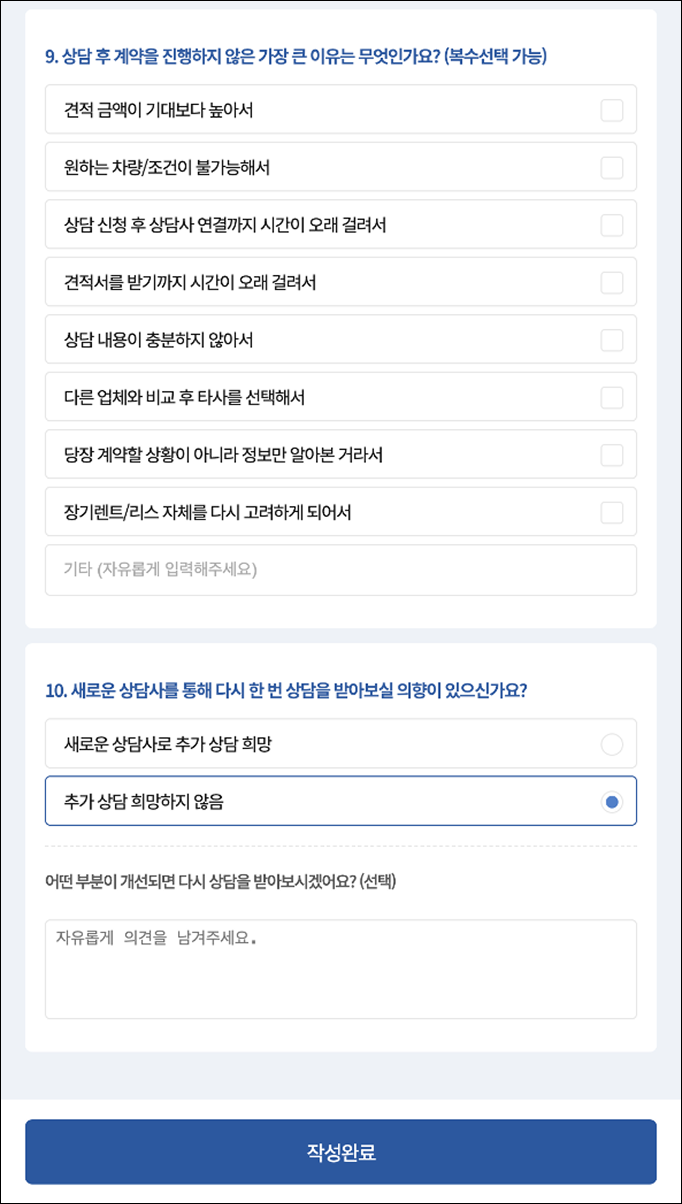 9. 상담 후 계약을 진행하지 않은 가장 큰 이유는 무엇인가요? (복수선택 가능)
견적 금액이 기대보다 높아서
원하는 차량/조건이 불가능해서
상담 신청 후 상담사 연결까지 시간이 오래 걸려서
견적서를 받기까지 시간이 오래 걸려서
상담 내용이 충분하지 않아서
다른 업체와 비교 후 타사를 선택해서
당장 계약할 상황이 아니라 정보만 알아본 거라서
장기렌트/리스 자체를 다시 고려하게 되어서
기타 (자유롭게 입력해주세요)
10. 새로운 상담사를 통해 다시 한 번 상담을 받아보실 의향이 있으신가요?
새로운 상담사로 추가 상담 희망
추가 상담 희망하지 않음
어떤 부분이 개선되면 다시 상담을 받아보시겠어요? (선택)
자유롭게 의견을 남겨주세요.
작성완료